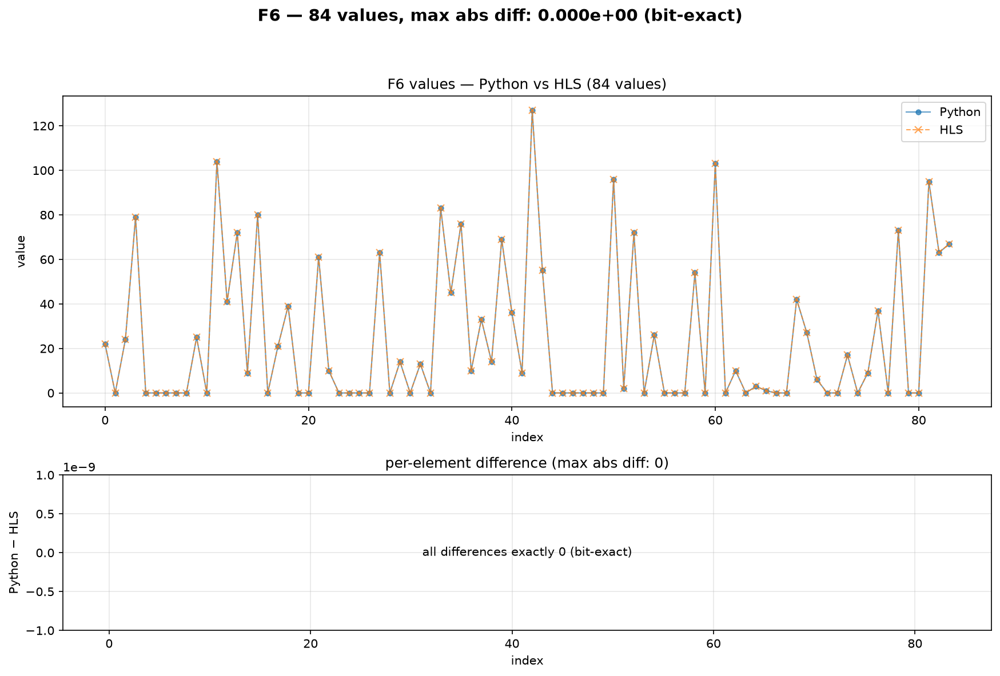 F6 — 84 values, max abs diff: 0.000e+00 (bit-exact)
F6 values — Python vs HLS (84 values)
Python
HLS
120
100
80
60
40
20
0
value
0 20 40 60 80
index
per-element difference (max abs diff: 0)
1e−9
1.0
0.5
0.0
−0.5
−1.0
Python − HLS
all differences exactly 0 (bit-exact)
0 20 40 60 80
index